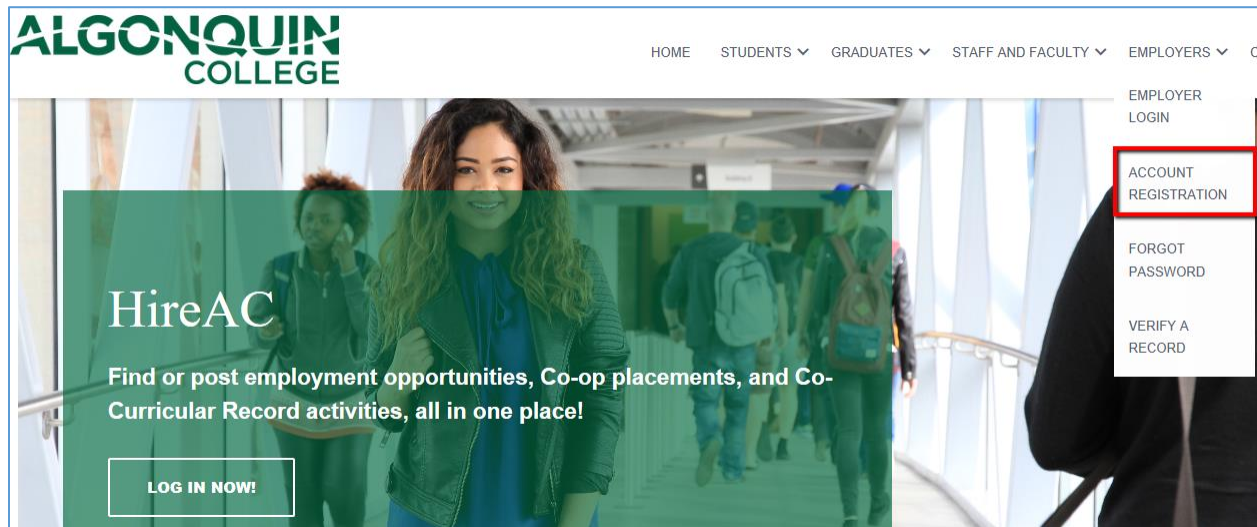 ALGONQUIN
COLLEGE
HOME STUDENTS GRADUATES STAFF AND FACULTY EMPLOYERS
EMPLOYER
LOGIN
ACCOUNT
REGISTRATION
FORGOT
PASSWORD
VERIFY A
RECORD
HireAC
Find or post employment opportunities, Co-op placements, and Co-
Curricular Record activities, all in one place!
LOG IN NOW!